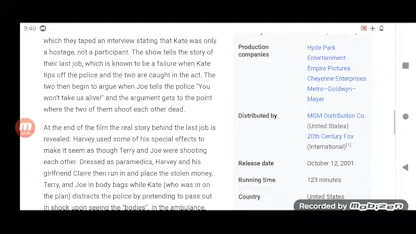 9:40
which they taped an interview stating that Kate was only
a hostage, not a participant. The show tells the story of
their last job, which is known to be a failure when Kate
tips off the police and the two are caught in the act. The
two then begin to argue when Joe tells the police "You
won't take us alive!" and the argument gets to the point
where the two of them shoot each other dead.
At the end of the film the real story behind the last job is
revealed. Harvey used some of his special effects to
make it seem as though Terry and Joe were shooting
each other. Dressed as paramedics, Harvey and his
girlfriend Claire then run in and place the stolen money,
Terry, and Joe in body bags while Kate (who was in on
the plan) distracts the police by pretending to pass out
in shock upon seeing the "bodies". In the ambulance,
Production
companies
Hyde Park
Entertainment
Empire Pictures
Cheyenne Enterprises
Metro-Goldwyn-
Mayer
Distributed by
MGM Distribution Co.
(United States)
20th Century Fox
(International)[1]
Release date
October 12, 2001
Running time
123 minutes
Country
United States
Recorded by mobizen